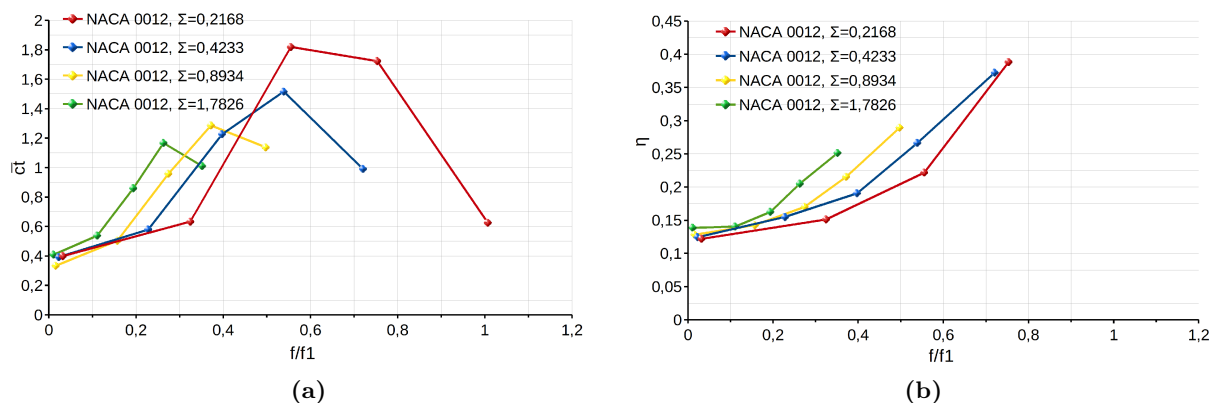 NACA 0012, Σ=0,2168
NACA 0012, Σ=0,4233
NACA 0012, Σ=0,8934
NACA 0012, Σ=1,7826
2
1,8
1,6
1,4
1,2
1
0,8
0,6
0,4
0,2
0
c̅t
0 0,2 0,4 0,6 0,8 1 1,2
f/f1
(a)
NACA 0012, Σ=0,2168
NACA 0012, Σ=0,4233
NACA 0012, Σ=0,8934
NACA 0012, Σ=1,7826
0,45
0,4
0,35
0,3
0,25
0,2
0,15
0,1
0,05
0
η
0 0,2 0,4 0,6 0,8 1 1,2
f/f1
(b)